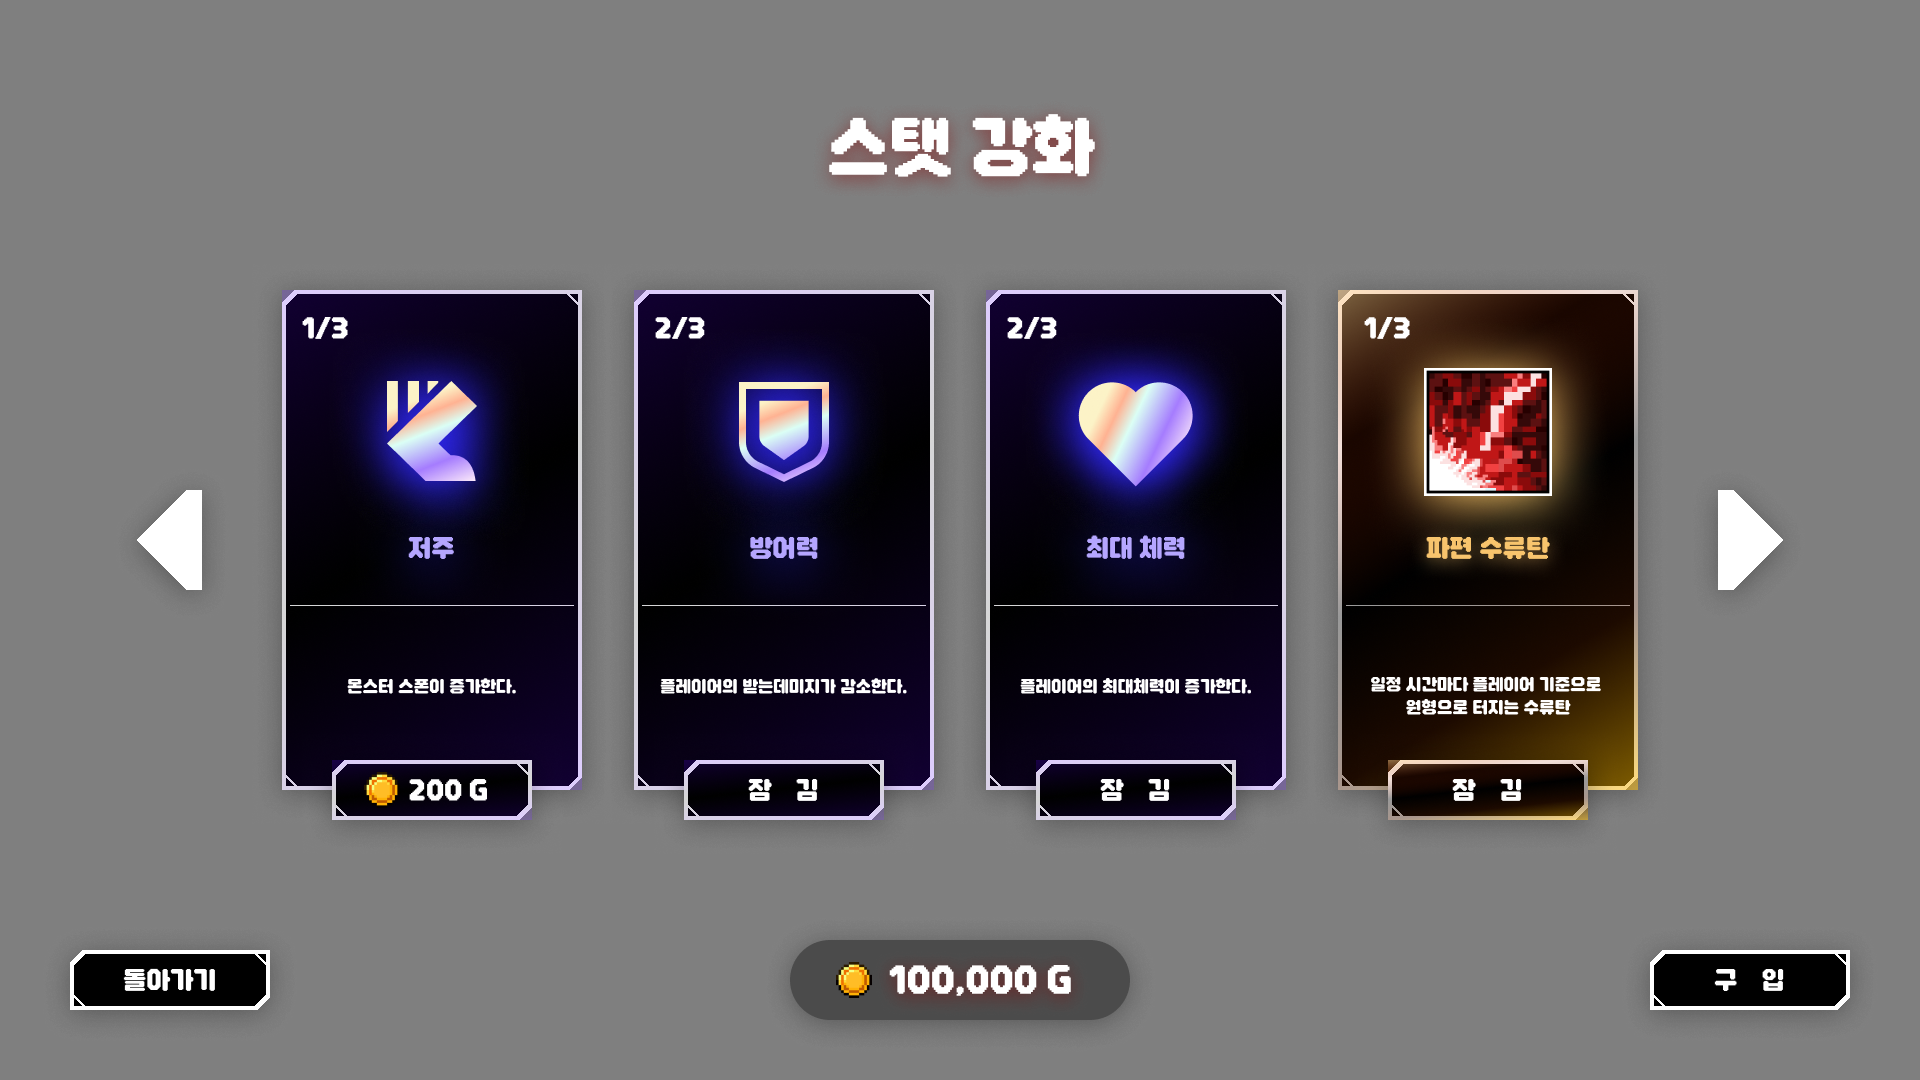 스탯 강화
1/3
저주
몬스터 스폰이 증가한다.
200 G
2/3
방어력
플레이어의 받는데미지가 감소한다.
잠 김
2/3
최대 체력
플레이어의 최대체력이 증가한다.
잠 김
1/3
파편 수류탄
일정 시간마다 플레이어 기준으로
원형으로 터지는 수류탄
잠 김
돌아가기
100,000 G
구 입